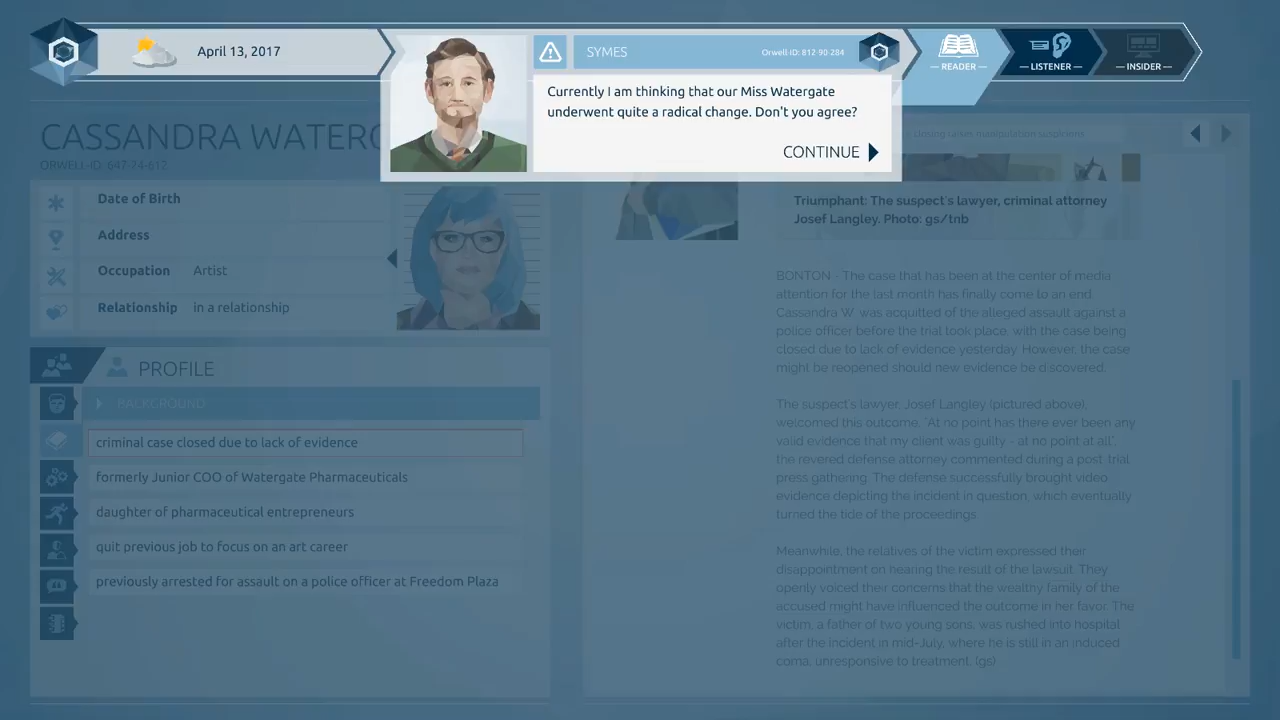 April 13, 2017
SYMES
Orwell ID: 812-90-284
Currently I am thinking that our Miss Watergate
underwent quite a radical change. Don't you agree?
CONTINUE
— READER —
— LISTENER —
— INSIDER —
CASSANDRA WATERG
ORWELL-ID: 647-74-612
Date of Birth
Address
Occupation Artist
Relationship in a relationship
PROFILE
BACKGROUND
criminal case closed due to lack of evidence
formerly Junior COO of Watergate Pharmaceuticals
daughter of pharmaceutical entrepreneurs
quit previous job to focus on an art career
previously arrested for assault on a police officer at Freedom Plaza
Triumphant: The suspect's lawyer, criminal attorney
Josef Langley. Photo: gs/tnb
BONTON - The case that has been at the center of media
attention for the last month has finally come to an end.
Cassandra W. was acquitted of the alleged assault against a
police officer before the trial took place, with the case being
closed due to lack of evidence yesterday. However, the case
might be reopened should new evidence be discovered.
The suspect's lawyer, Josef Langley (pictured above),
welcomed this outcome. "At no point has there ever been any
valid evidence that my client was guilty - at no point at all",
the revered defense attorney commented during a post-trial
press gathering. The defense successfully brought video
evidence depicting the incident in question, which eventually
turned the tide of the proceedings.
Meanwhile, the relatives of the victim expressed their
disappointment on hearing the result of the lawsuit. They
openly voiced their concerns that the wealthy family of the
accused might have influenced the outcome in her favor. The
victim, a father of two young sons, was rushed into hospital
after the incident in mid-July, where he is still in an induced
coma, unresponsive to treatment. (gs)